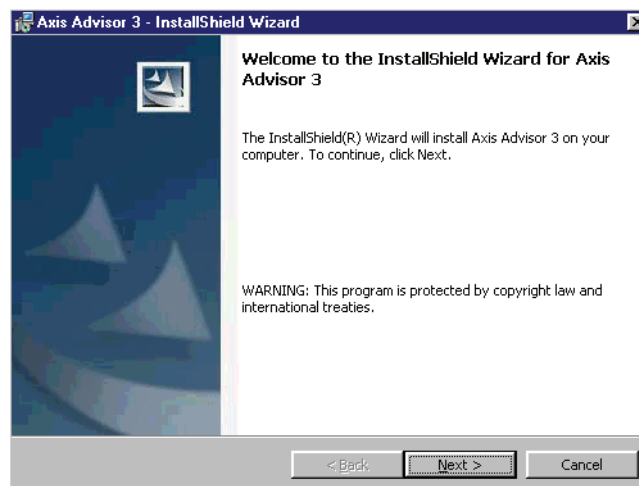 Axis Advisor 3 - InstallShield Wizard
Welcome to the InstallShield Wizard for Axis
Advisor 3
The InstallShield(R) Wizard will install Axis Advisor 3 on your
computer. To continue, click Next.
WARNING: This program is protected by copyright law and
international treaties.
< Back
Next >
Cancel